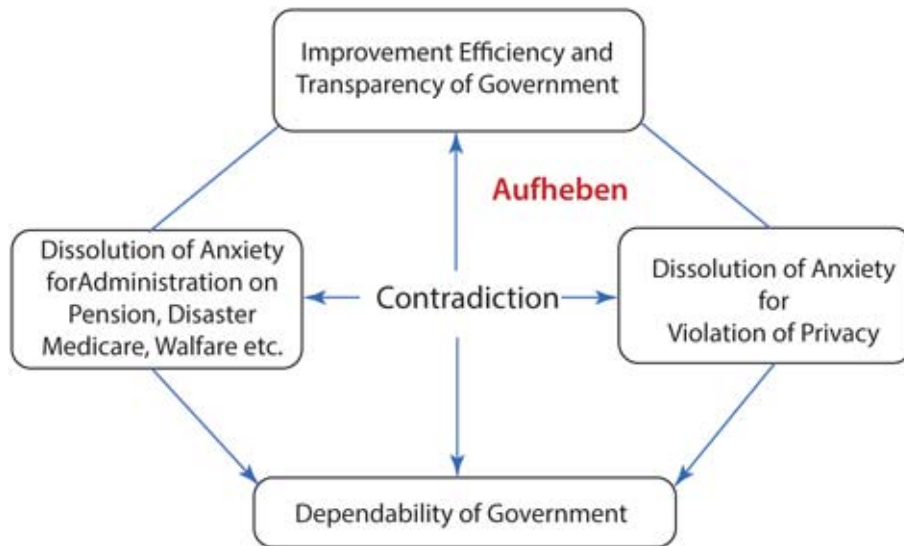 Improvement Efficiency and
Transparency of Government
Aufheben
Dissolution of Anxiety
forAdministration on
Pension, Disaster
Medicare, Walfare etc.
Contradiction
Dissolution of Anxiety
for
Violation of Privacy
Dependability of Government